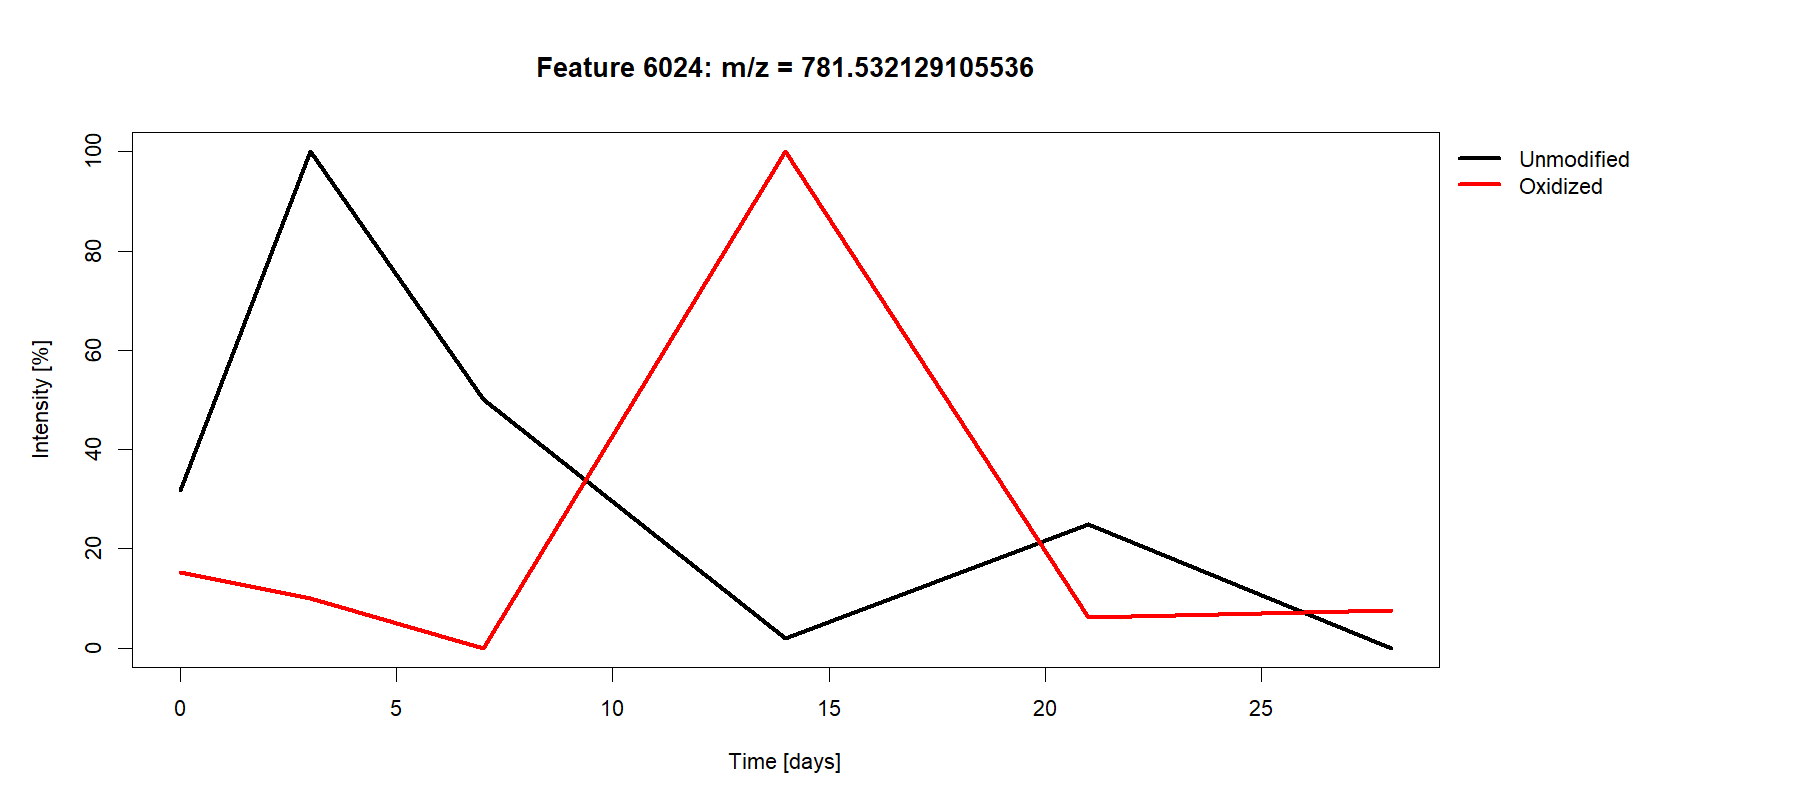 Feature 6024: m/z = 781.532129105536
Unmodified
Oxidized
Intensity [%]
100
80
60
40
20
0
0 5 10 15 20 25
Time [days]